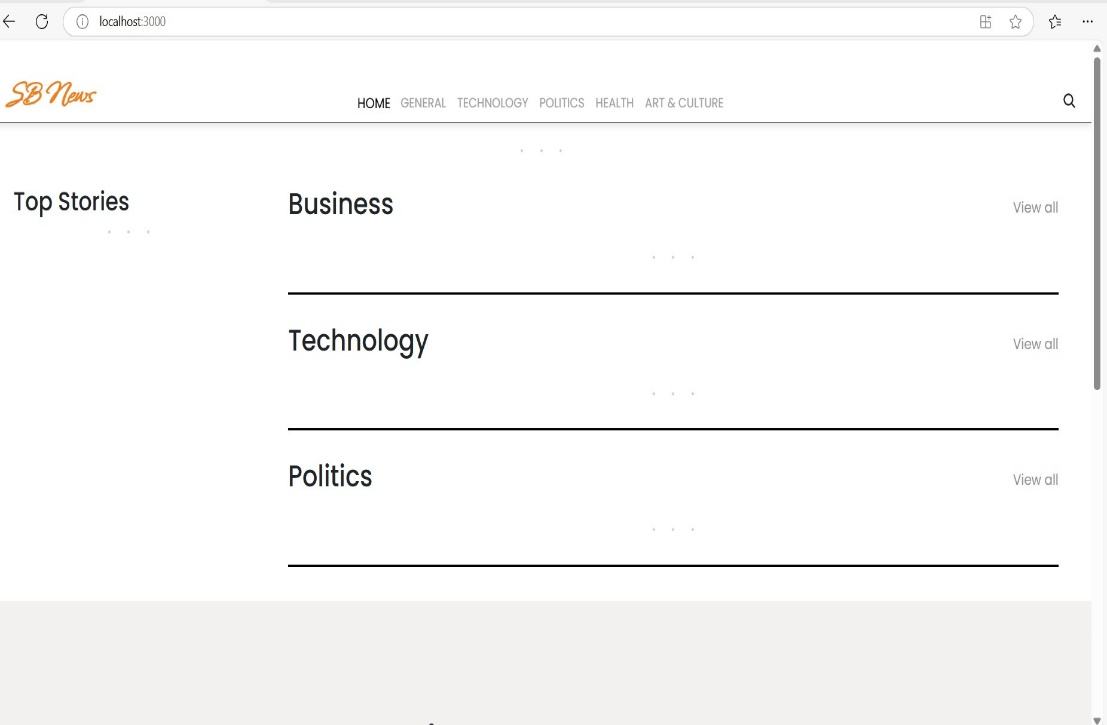 localhost:3000
SB News
HOME GENERAL TECHNOLOGY POLITICS HEALTH ART & CULTURE
. . .
Top Stories
. . .
Business
View all
. . .
Technology
View all
. . .
Politics
View all
. . .